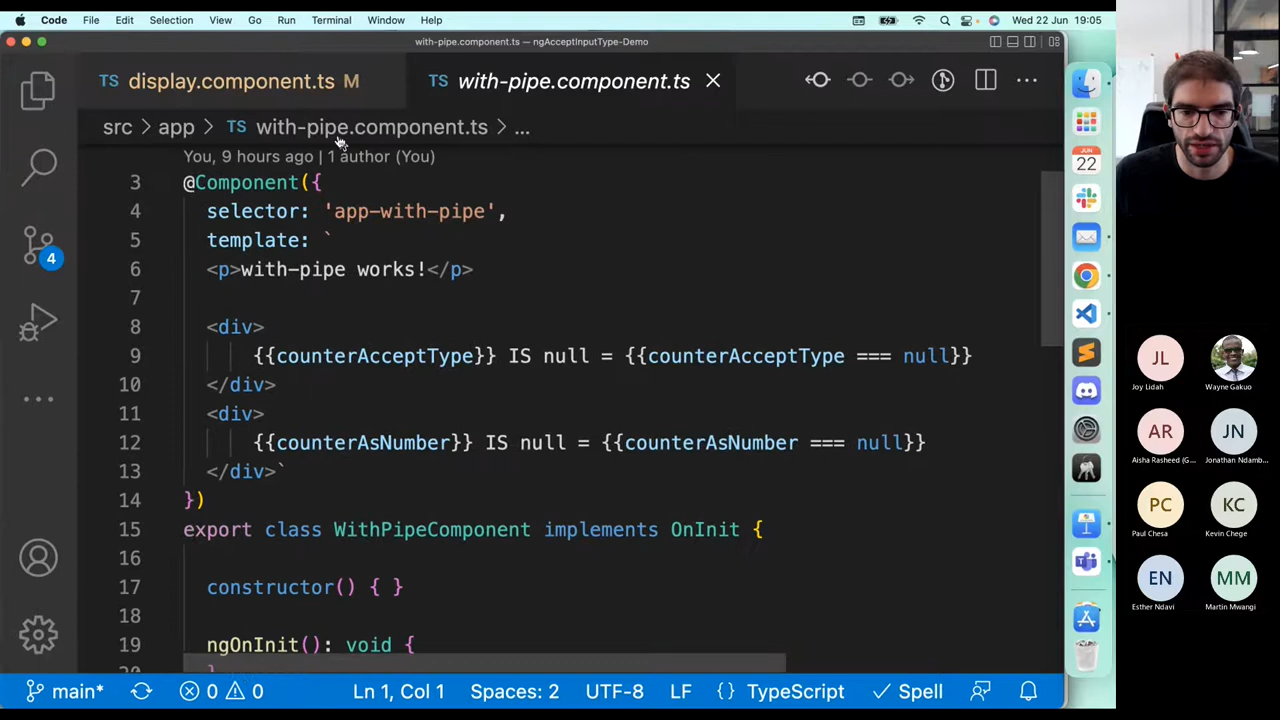 Code File Edit Selection View Go Run Terminal Window Help Wed 22 Jun 19:05
with-pipe.component.ts — ngAcceptInputType-Demo
TS display.component.ts M TS with-pipe.component.ts
src > app > TS with-pipe.component.ts > ...
You, 9 hours ago | 1 author (You)
3 @Component({
4 selector: 'app-with-pipe',
5 template: `
6 <p>with-pipe works!</p>
7
8 <div>
9 {{counterAcceptType}} IS null = {{counterAcceptType === null}}
10 </div>
11 <div>
12 {{counterAsNumber}} IS null = {{counterAsNumber === null}}
13 </div>`
14 })
15 export class WithPipeComponent implements OnInit {
16
17 constructor() { }
18
19 ngOnInit(): void {
4
main* 0 0 Ln 1, Col 1 Spaces: 2 UTF-8 LF {} TypeScript Spell
JUN
22
JL
Joy Lidah
Wayne Gakuo
AR
Aisha Rasheed (G...
JN
Jonathan Ndamb...
PC
Paul Chesa
KC
Kevin Chege
EN
Esther Ndavi
MM
Martin Mwangi